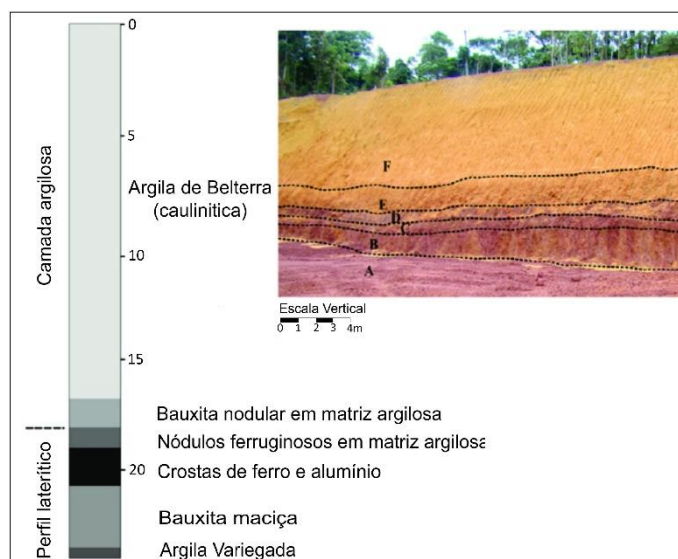 Camada argilosa
Perfil laterítico
0
5
10
15
20
Argila de Belterra
(caulinitica)
Bauxita nodular em matriz argilosa
Nódulos ferruginosos em matriz argilosa
Crostas de ferro e alumínio
Bauxita maciça
Argila Variegada
F
E
D
C
B
A
Escala Vertical
0 1 2 3 4m